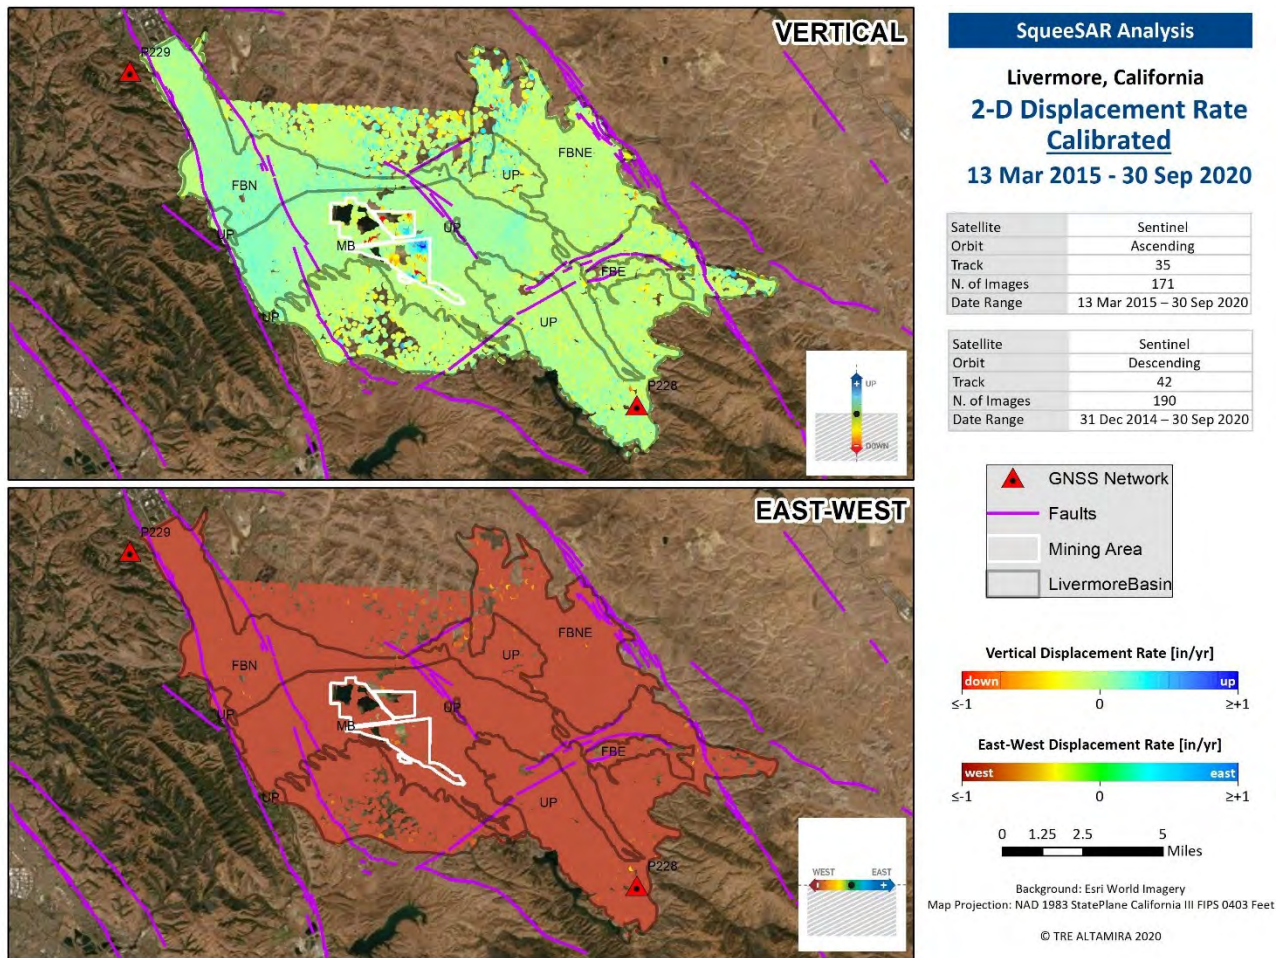 VERTICAL
P229
FBNE
UP
FBN
UP
UP
MB
FBE
UP
UP
P228
UP
DOWN
EAST-WEST
P229
FBNE
UP
FBN
UP
UP
MB
FBE
UP
UP
P228
WEST EAST
SqueeSAR Analysis
Livermore, California
2-D Displacement Rate
Calibrated
13 Mar 2015 - 30 Sep 2020
Satellite Sentinel
Orbit Ascending
Track 35
N. of Images 171
Date Range 13 Mar 2015 – 30 Sep 2020
Satellite Sentinel
Orbit Descending
Track 42
N. of Images 190
Date Range 31 Dec 2014 – 30 Sep 2020
GNSS Network
Faults
Mining Area
LivermoreBasin
Vertical Displacement Rate [in/yr]
down up
≤-1 0 ≥+1
East-West Displacement Rate [in/yr]
west east
≤-1 0 ≥+1
0 1.25 2.5 5
Miles
Background: Esri World Imagery
Map Projection: NAD 1983 StatePlane California III FIPS 0403 Feet
© TRE ALTAMIRA 2020